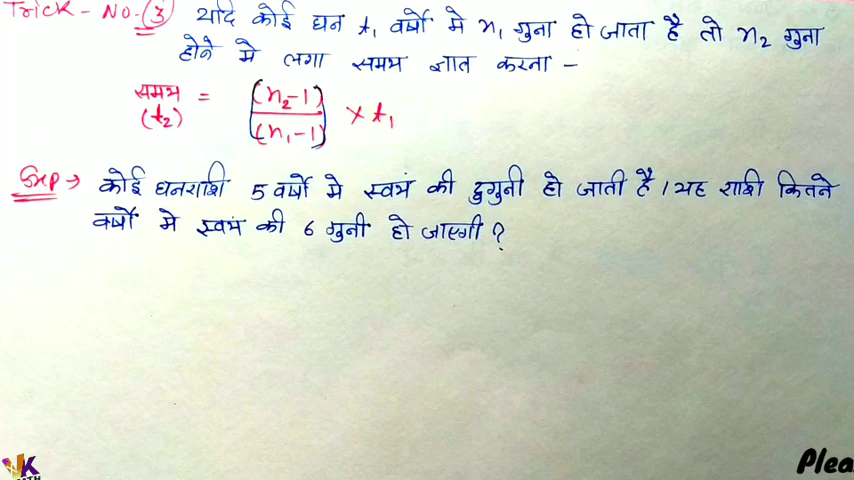 Trick - No. (3) यदि कोई धन t₁ वर्षो मे n₁ गुना हो जाता है तो n₂ गुना
होने मे लगा समय ज्ञात करना -
समय (t₂) = [(n₂-1)/(n₁-1)] × t₁
Exp → कोई धनराशि 5 वर्षो मे स्वयं की दुगुनी हो जाती है। यह राशी कितने
वर्षो मे स्वयं की 6 गुनी हो जाएगी ?
VK
Plea